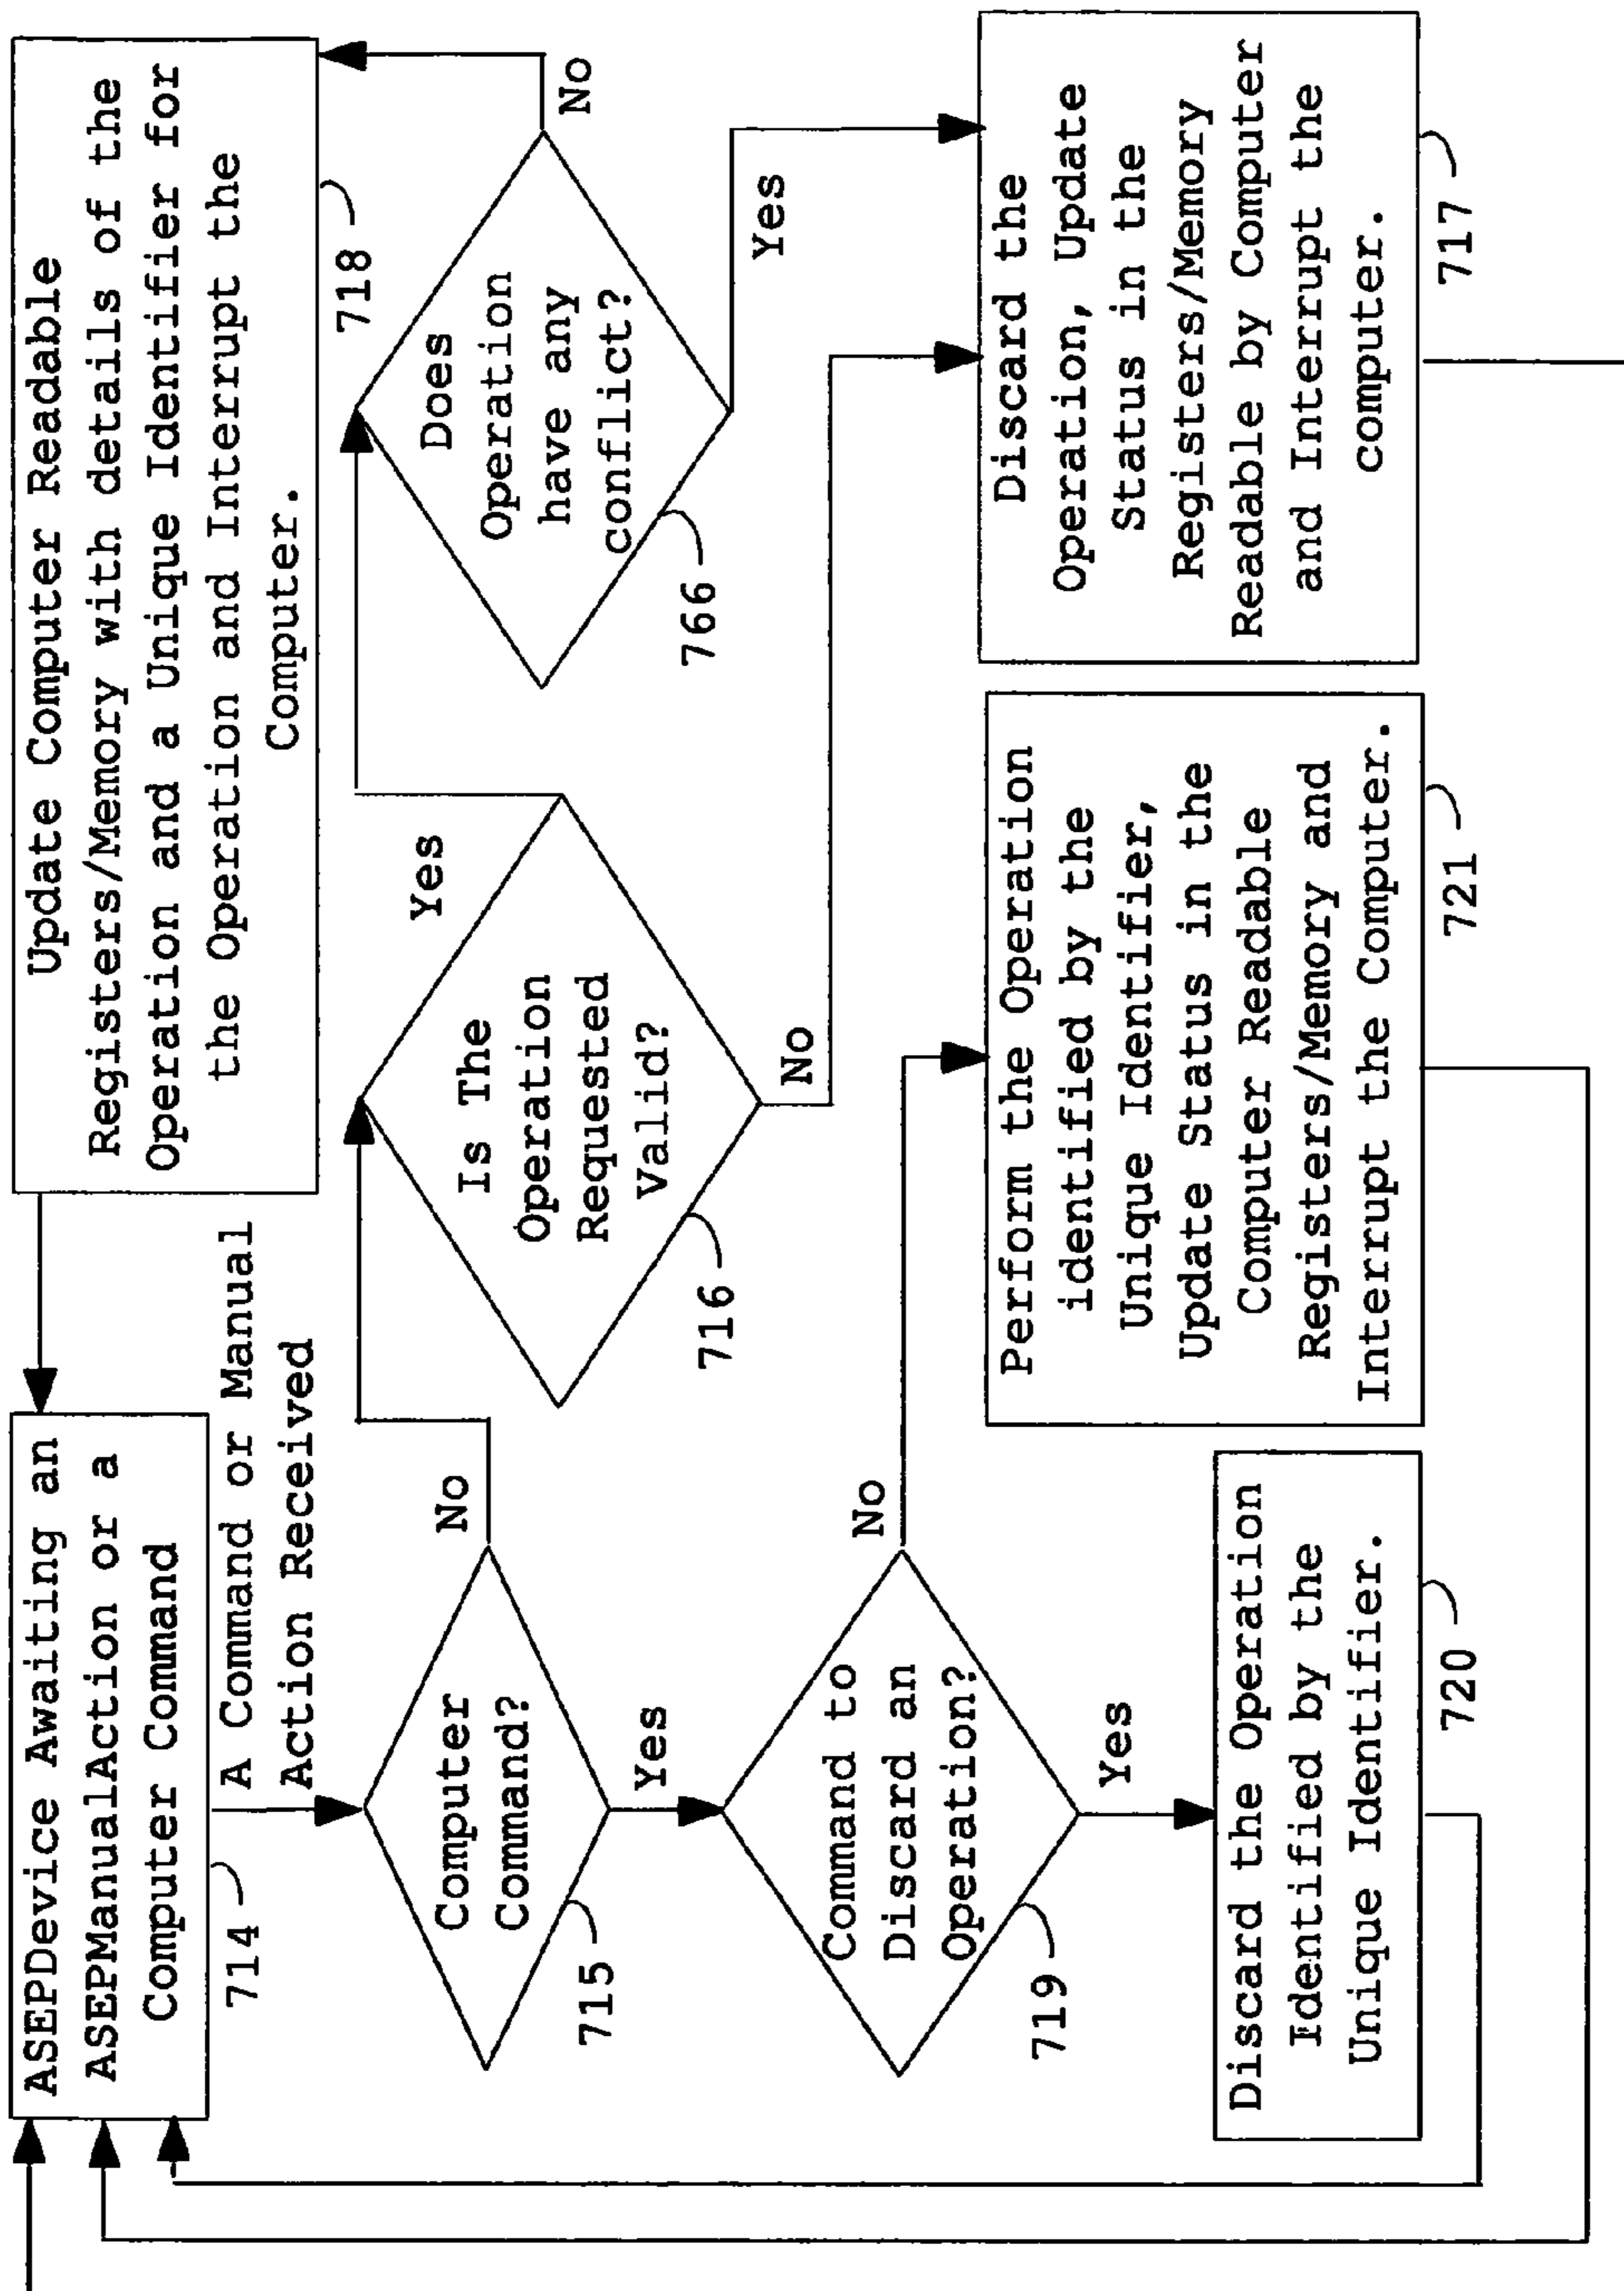 ASEPDevice Awaiting an
ASEPManualAction or a
Computer Command
714
A Command or Manual
Action Received
Update Computer Readable
Registers/Memory with details of the
Operation and a Unique Identifier for
the Operation and Interrupt the
Computer.
718
Computer
Command?
715
No
Yes
Is The
Operation
Requested
Valid?
716
Yes
No
Does
Operation
have any
conflict?
766
No
Yes
Command to
Discard an
Operation?
719
No
Yes
Discard the Operation
Identified by the
Unique Identifier.
720
Perform the Operation
identified by the
Unique Identifier,
Update Status in the
Computer Readable
Registers/Memory and
Interrupt the Computer.
721
Discard the
Operation, Update
Status in the
Registers/Memory
Readable by Computer
and Interrupt the
computer.
717